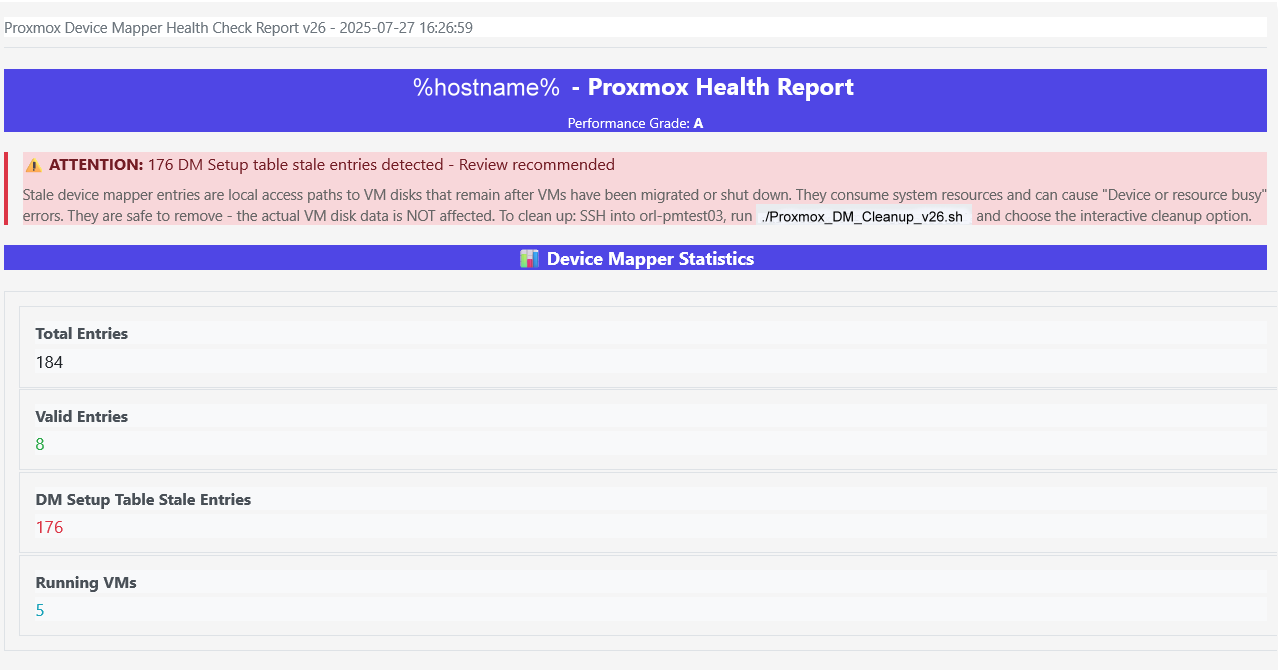 Proxmox Device Mapper Health Check Report v26 - 2025-07-27 16:26:59
%hostname% - Proxmox Health Report
Performance Grade: A
⚠️ ATTENTION: 176 DM Setup table stale entries detected - Review recommended
Stale device mapper entries are local access paths to VM disks that remain after VMs have been migrated or shut down. They consume system resources and can cause "Device or resource busy"
errors. They are safe to remove - the actual VM disk data is NOT affected. To clean up: SSH into orl-pmtest03, run ./Proxmox_DM_Cleanup_v26.sh and choose the interactive cleanup option.
📊 Device Mapper Statistics
Total Entries
184
Valid Entries
8
DM Setup Table Stale Entries
176
Running VMs
5